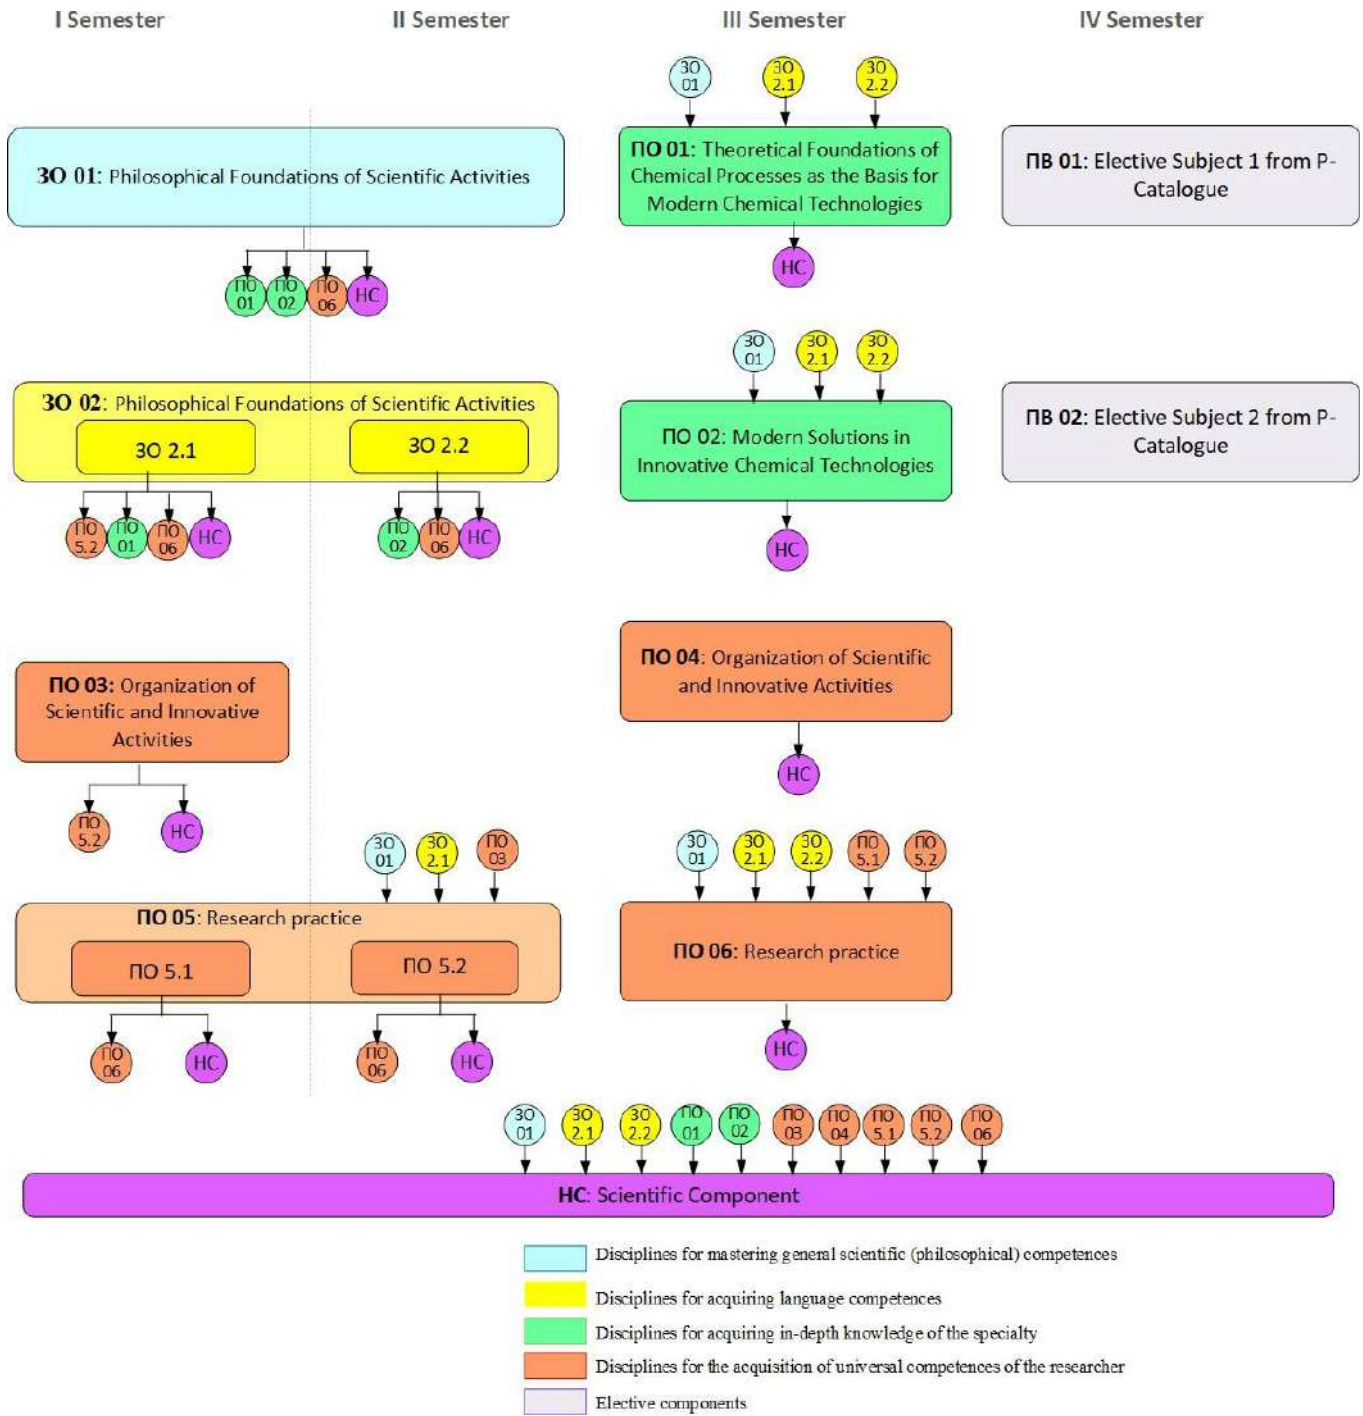 I Semester
II Semester
III Semester
IV Semester
ЗО
01
ЗО
2.1
ЗО
2.2
ЗО 01: Philosophical Foundations of Scientific Activities
ПО 01: Theoretical Foundations of
Chemical Processes as the Basis for
Modern Chemical Technologies
ПВ 01: Elective Subject 1 from P-
Catalogue
ПО
01
ПО
02
ПО
06
НС
НС
ЗО
01
ЗО
2.1
ЗО
2.2
ЗО 02: Philosophical Foundations of Scientific Activities
ЗО 2.1
ЗО 2.2
ПО 02: Modern Solutions in
Innovative Chemical Technologies
ПВ 02: Elective Subject 2 from P-
Catalogue
ПО
5.2
ПО
01
ПО
06
НС
ПО
02
ПО
06
НС
НС
ПО 03: Organization of
Scientific and Innovative
Activities
ПО 04: Organization of Scientific
and Innovative Activities
НС
ПО
5.2
НС
ЗО
01
ЗО
2.1
ПО
03
ЗО
01
ЗО
2.1
ЗО
2.2
ПО
5.1
ПО
5.2
ПО 05: Research practice
ПО 5.1
ПО 5.2
ПО 06: Research practice
ПО
06
НС
ПО
06
НС
НС
ЗО
01
ЗО
2.1
ЗО
2.2
ПО
01
ПО
02
ПО
03
ПО
04
ПО
5.1
ПО
5.2
ПО
06
НС: Scientific Component
Disciplines for mastering general scientific (philosophical) competences
Disciplines for acquiring language competences
Disciplines for acquiring in-depth knowledge of the specialty
Disciplines for the acquisition of universal competences of the researcher
Elective components